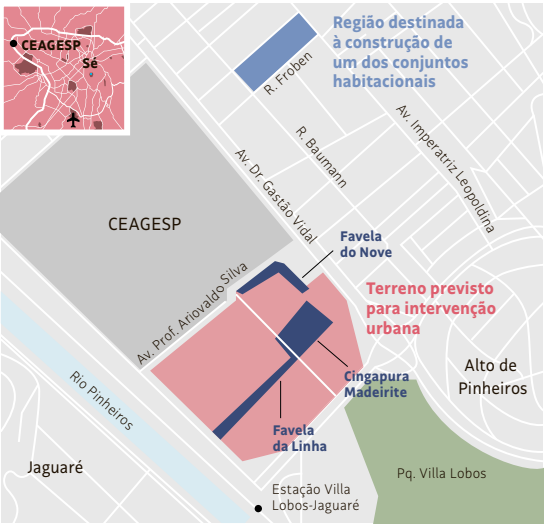 CEAGESP
Sé
Região destinada
à construção de
um dos conjuntos
habitacionais
R. Froben
R. Baumann
Av. Imperatriz Leopoldina
Av. Dr. Gastão Vidal
CEAGESP
Favela
do Nove
Av. Prof. Ariovaldo Silva
Terreno previsto
para intervenção
urbana
Rio Pinheiros
Cingapura
Madeirite
Alto de
Pinheiros
Favela
da Linha
Jaguaré
Pq. Villa Lobos
Estação Villa
Lobos-Jaguaré